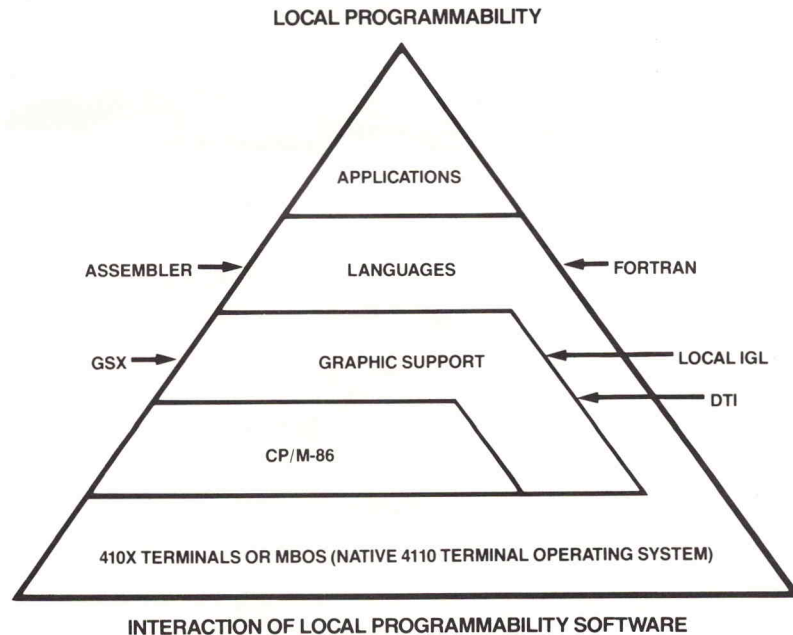 LOCAL PROGRAMMABILITY
APPLICATIONS
ASSEMBLER
LANGUAGES
FORTRAN
GSX
GRAPHIC SUPPORT
LOCAL IGL
DTI
CP/M-86
410X TERMINALS OR MBOS (NATIVE 4110 TERMINAL OPERATING SYSTEM)
INTERACTION OF LOCAL PROGRAMMABILITY SOFTWARE